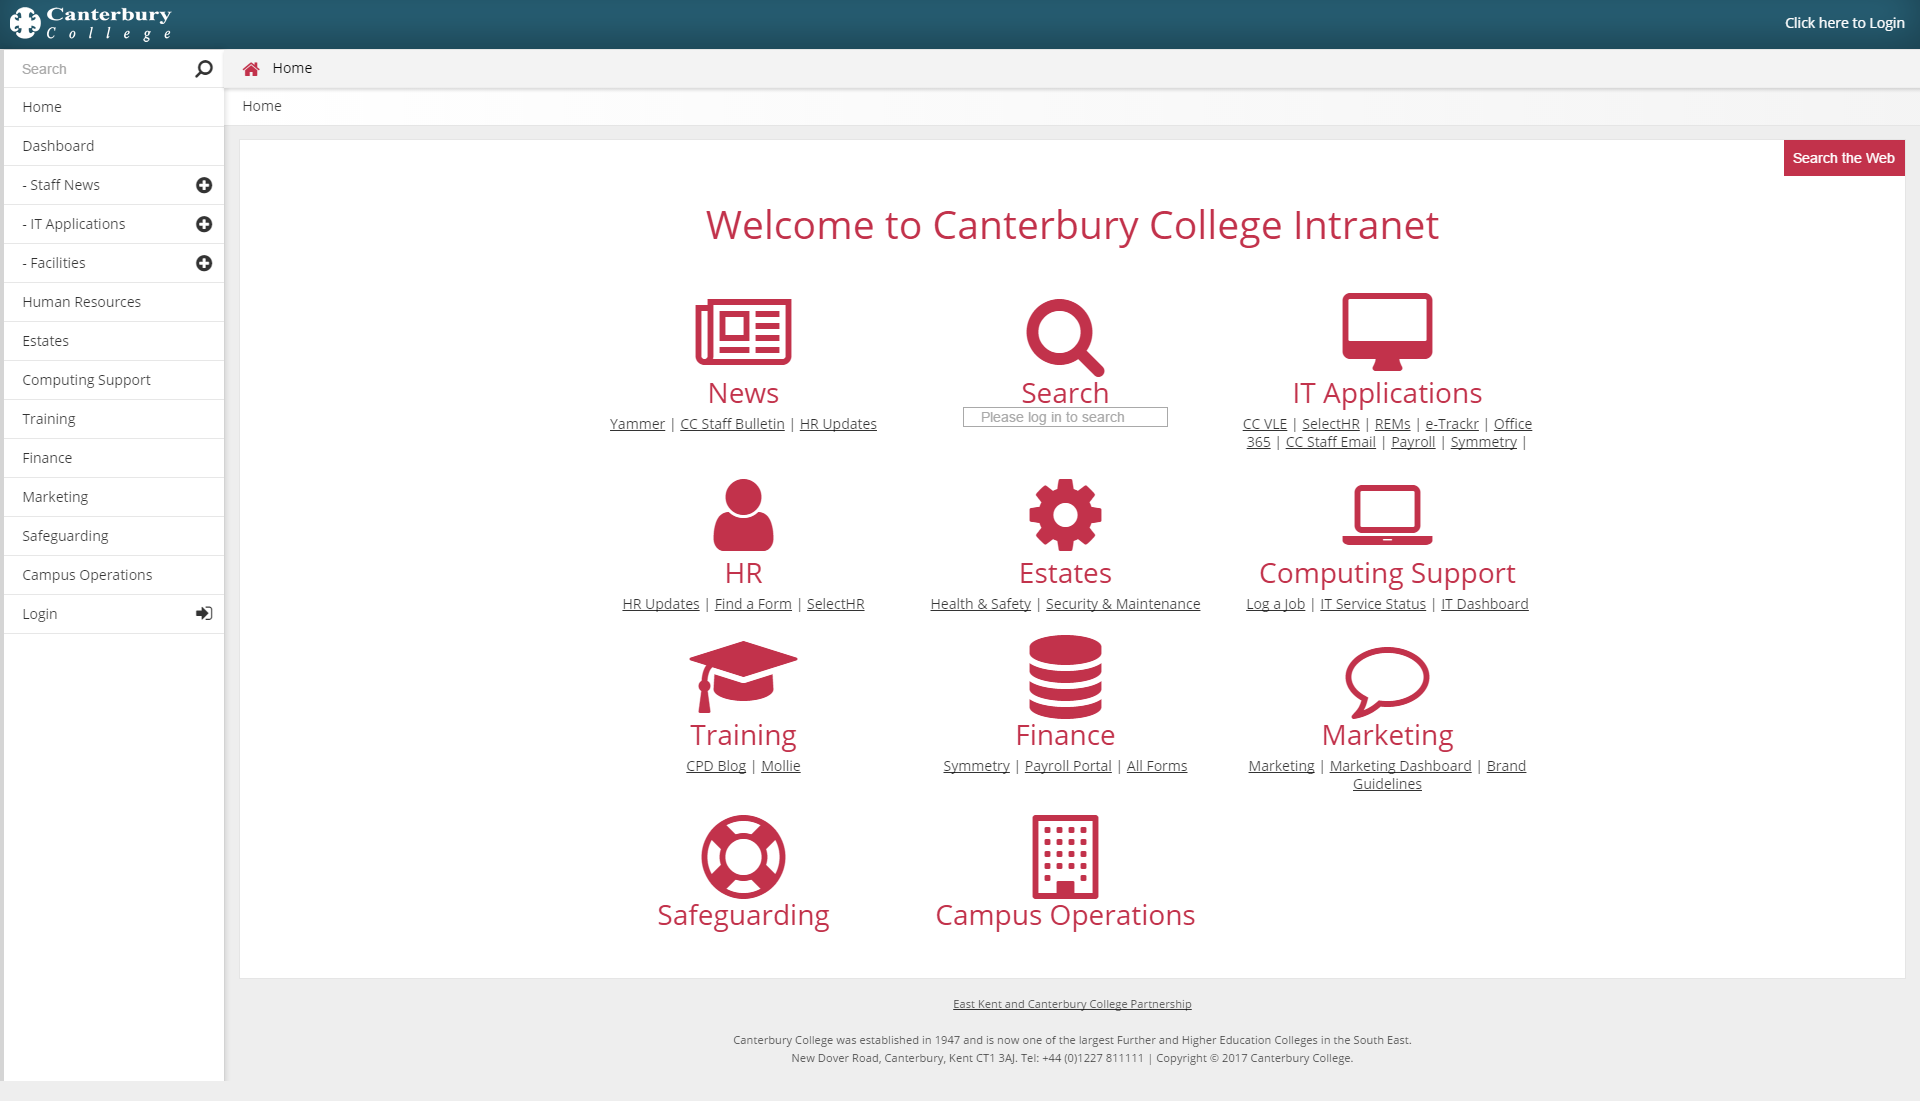 Canterbury
College
Click here to Login
Search
Home
Dashboard
- Staff News
- IT Applications
- Facilities
Human Resources
Estates
Computing Support
Training
Finance
Marketing
Safeguarding
Campus Operations
Login
Home
Home
Search the Web
Welcome to Canterbury College Intranet
News
Yammer | CC Staff Bulletin | HR Updates
Search
Please log in to search
IT Applications
CC VLE | SelectHR | REMs | e-Trackr | Office
365 | CC Staff Email | Payroll | Symmetry |
HR
HR Updates | Find a Form | SelectHR
Estates
Health & Safety | Security & Maintenance
Computing Support
Log a Job | IT Service Status | IT Dashboard
Training
CPD Blog | Mollie
Finance
Symmetry | Payroll Portal | All Forms
Marketing
Marketing | Marketing Dashboard | Brand
Guidelines
Safeguarding
Campus Operations
East Kent and Canterbury College Partnership
Canterbury College was established in 1947 and is now one of the largest Further and Higher Education Colleges in the South East.
New Dover Road, Canterbury, Kent CT1 3AJ. Tel: +44 (0)1227 811111 | Copyright © 2017 Canterbury College.